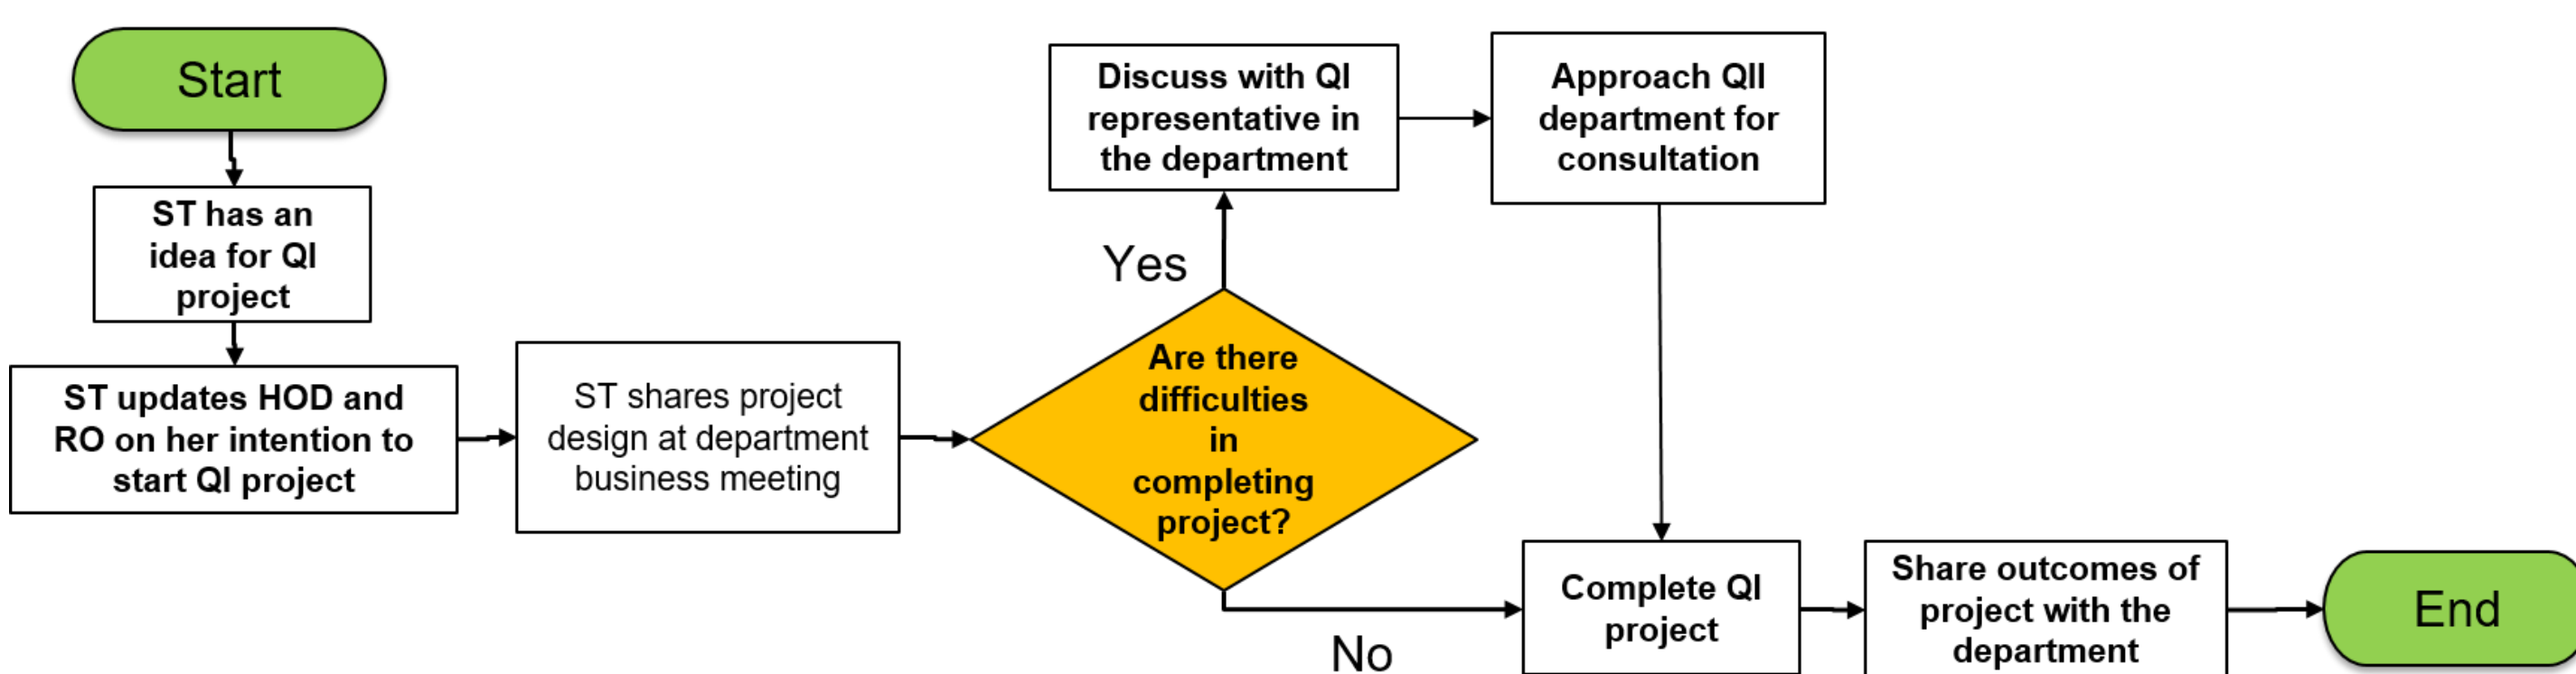 Start
ST has an
idea for QI
project
ST updates HOD and
RO on her intention to
start QI project
ST shares project
design at department
business meeting
Are there
difficulties
in
completing
project?
Yes
Discuss with QI
representative in
the department
Approach QII
department for
consultation
No
Complete QI
project
Share outcomes of
project with the
department
End